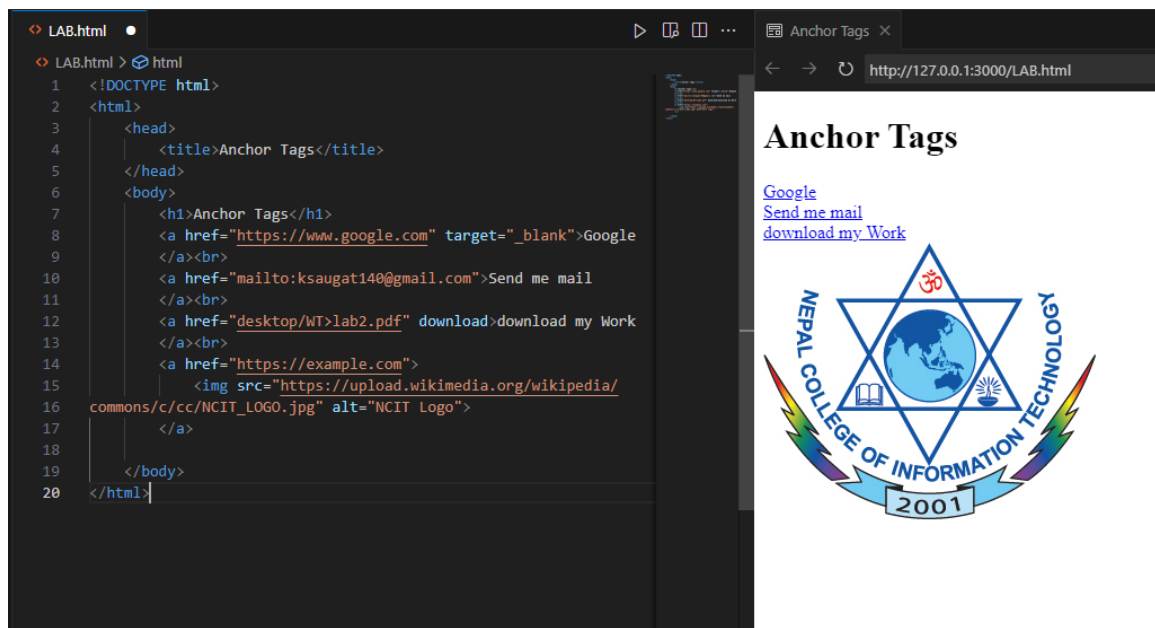 LAB.html
LAB.html > html
1 <!DOCTYPE html>
2 <html>
3 <head>
4 <title>Anchor Tags</title>
5 </head>
6 <body>
7 <h1>Anchor Tags</h1>
8 <a href="https://www.google.com" target="_blank">Google
9 </a><br>
10 <a href="mailto:ksaugat140@gmail.com">Send me mail
11 </a><br>
12 <a href="desktop/WT>lab2.pdf" download>download my Work
13 </a><br>
14 <a href="https://example.com">
15 <img src="https://upload.wikimedia.org/wikipedia/
16 commons/c/cc/NCIT_LOGO.jpg" alt="NCIT Logo">
17 </a>
18
19 </body>
20 </html>
Anchor Tags
http://127.0.0.1:3000/LAB.html
Anchor Tags
Google
Send me mail
download my Work
ॐ
NEPAL COLLEGE OF INFORMATION TECHNOLOGY
2001